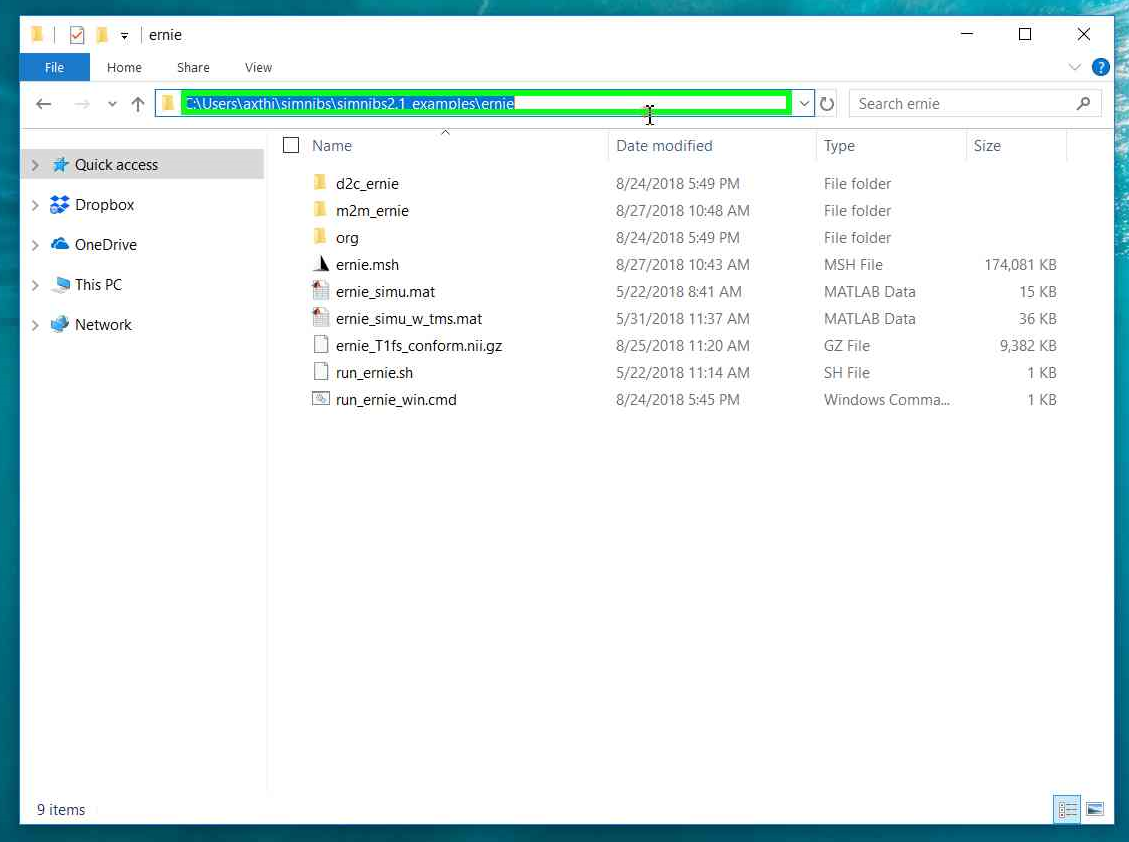 ernie
File Home Share View
C:\Users\axthi\simnibs\simnibs2.1_examples\ernie Search ernie
Name Date modified Type Size
Quick access
Dropbox
OneDrive
This PC
Network
d2c_ernie 8/24/2018 5:49 PM File folder
m2m_ernie 8/27/2018 10:48 AM File folder
org 8/24/2018 5:49 PM File folder
ernie.msh 8/27/2018 10:43 AM MSH File 174,081 KB
ernie_simu.mat 5/22/2018 8:41 AM MATLAB Data 15 KB
ernie_simu_w_tms.mat 5/31/2018 11:37 AM MATLAB Data 36 KB
ernie_T1fs_conform.nii.gz 8/25/2018 11:20 AM GZ File 9,382 KB
run_ernie.sh 5/22/2018 11:14 AM SH File 1 KB
run_ernie_win.cmd 8/24/2018 5:45 PM Windows Comma... 1 KB
9 items